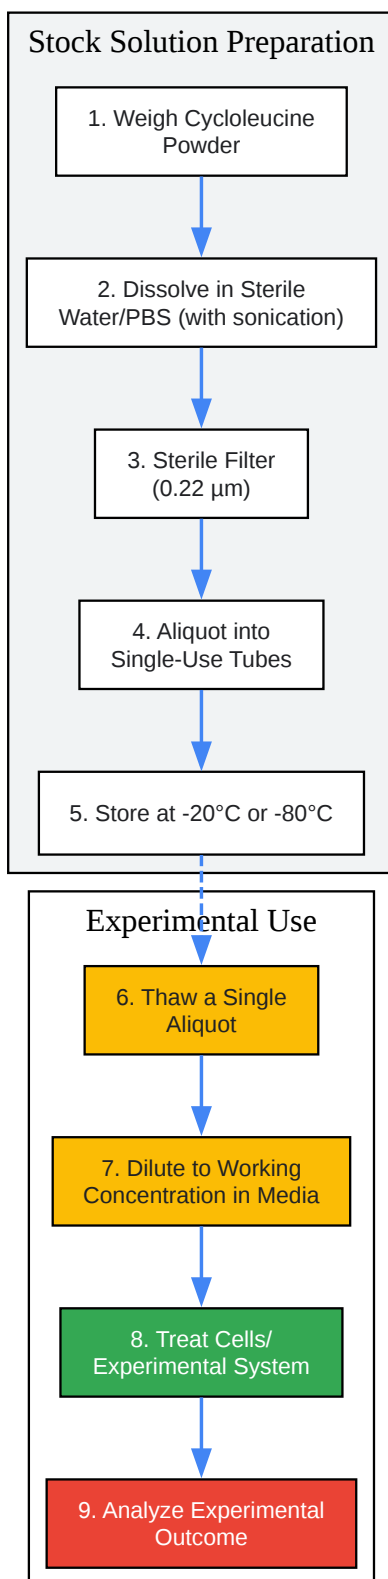 Stock Solution Preparation
1. Weigh Cycloleucine
Powder
2. Dissolve in Sterile
Water/PBS (with sonication)
3. Sterile Filter
(0.22 µm)
4. Aliquot into
Single-Use Tubes
5. Store at -20°C or -80°C
Experimental Use
6. Thaw a Single
Aliquot
7. Dilute to Working
Concentration in Media
8. Treat Cells/
Experimental System
9. Analyze Experimental
Outcome